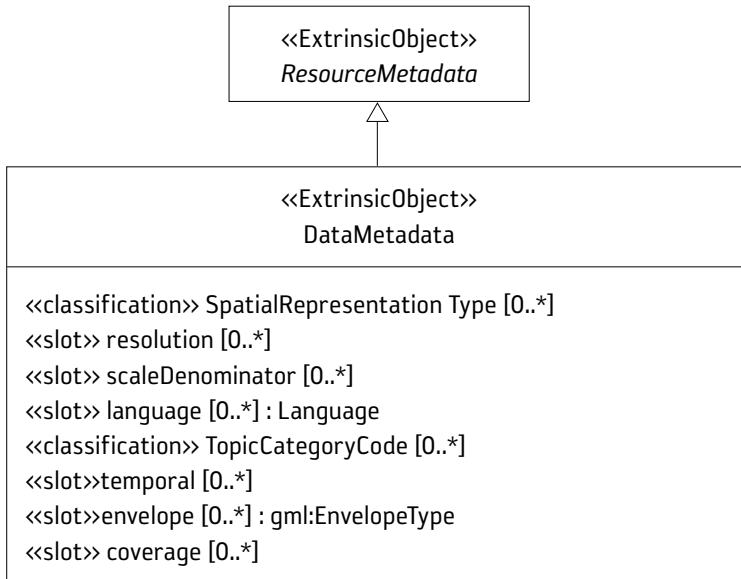 «ExtrinsicObject»
ResourceMetadata
«ExtrinsicObject»
DataMetadata
«classification» SpatialRepresentation Type [0..*]
«slot» resolution [0..*]
«slot» scaleDenominator [0..*]
«slot» language [0..*] : Language
«classification» TopicCategoryCode [0..*]
«slot»temporal [0..*]
«slot»envelope [0..*] : gml:EnvelopeType
«slot» coverage [0..*]